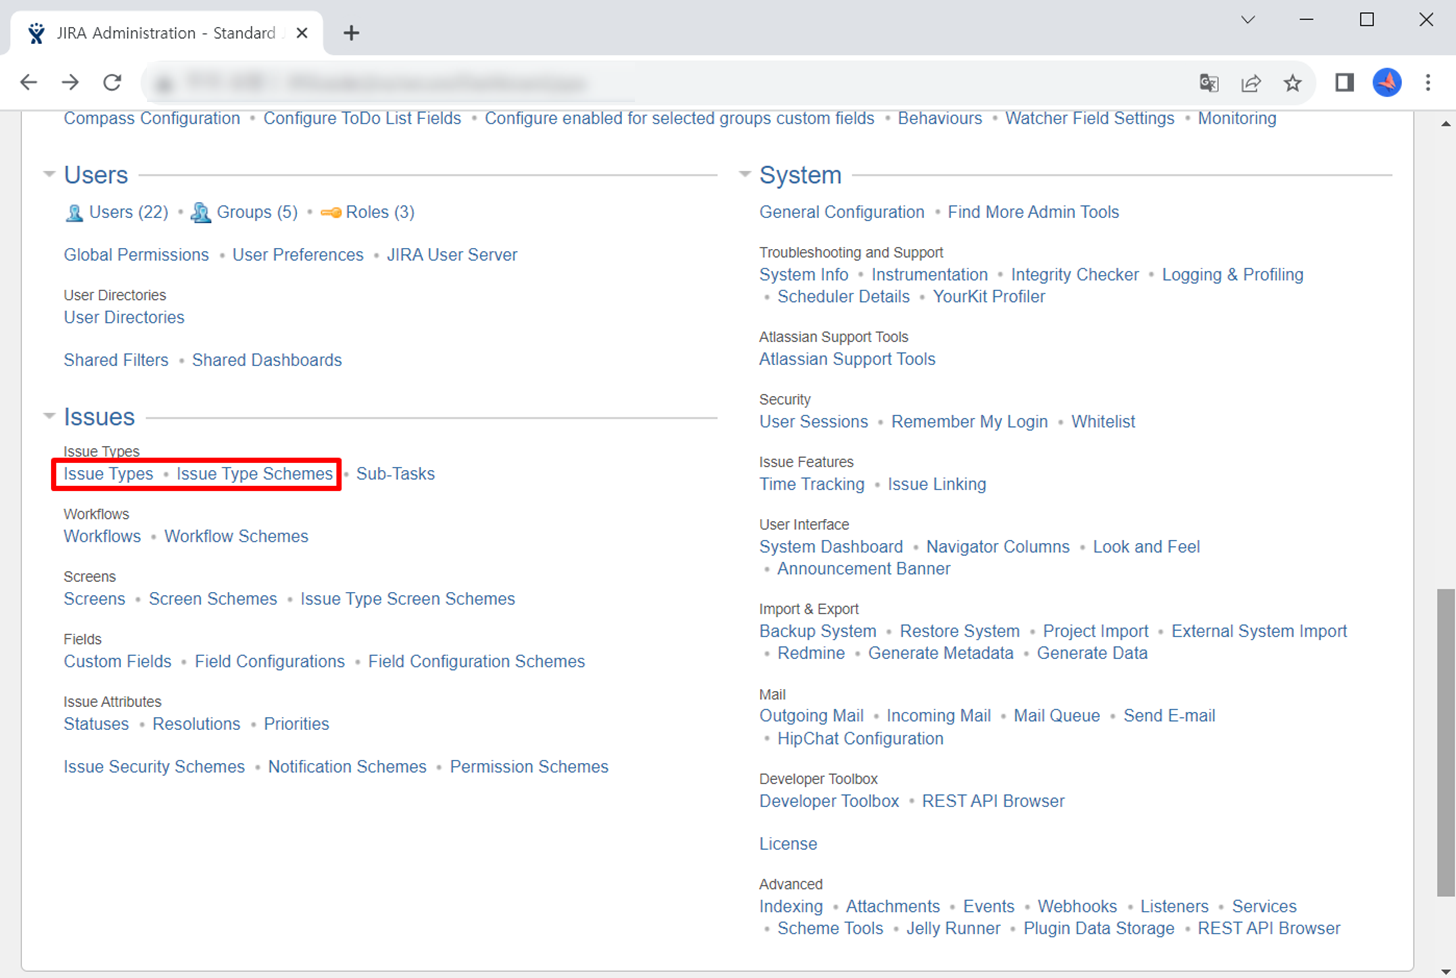 JIRA Administration - Standard
Compass Configuration • Configure ToDo List Fields • Configure enabled for selected groups custom fields • Behaviours • Watcher Field Settings • Monitoring
Users
Users (22) • Groups (5) • Roles (3)
Global Permissions • User Preferences • JIRA User Server
User Directories
User Directories
Shared Filters • Shared Dashboards
Issues
Issue Types
Issue Types • Issue Type Schemes • Sub-Tasks
Workflows
Workflows • Workflow Schemes
Screens
Screens • Screen Schemes • Issue Type Screen Schemes
Fields
Custom Fields • Field Configurations • Field Configuration Schemes
Issue Attributes
Statuses • Resolutions • Priorities
Issue Security Schemes • Notification Schemes • Permission Schemes
System
General Configuration • Find More Admin Tools
Troubleshooting and Support
System Info • Instrumentation • Integrity Checker • Logging & Profiling
• Scheduler Details • YourKit Profiler
Atlassian Support Tools
Atlassian Support Tools
Security
User Sessions • Remember My Login • Whitelist
Issue Features
Time Tracking • Issue Linking
User Interface
System Dashboard • Navigator Columns • Look and Feel
• Announcement Banner
Import & Export
Backup System • Restore System • Project Import • External System Import
• Redmine • Generate Metadata • Generate Data
Mail
Outgoing Mail • Incoming Mail • Mail Queue • Send E-mail
• HipChat Configuration
Developer Toolbox
Developer Toolbox • REST API Browser
License
Advanced
Indexing • Attachments • Events • Webhooks • Listeners • Services
• Scheme Tools • Jelly Runner • Plugin Data Storage • REST API Browser